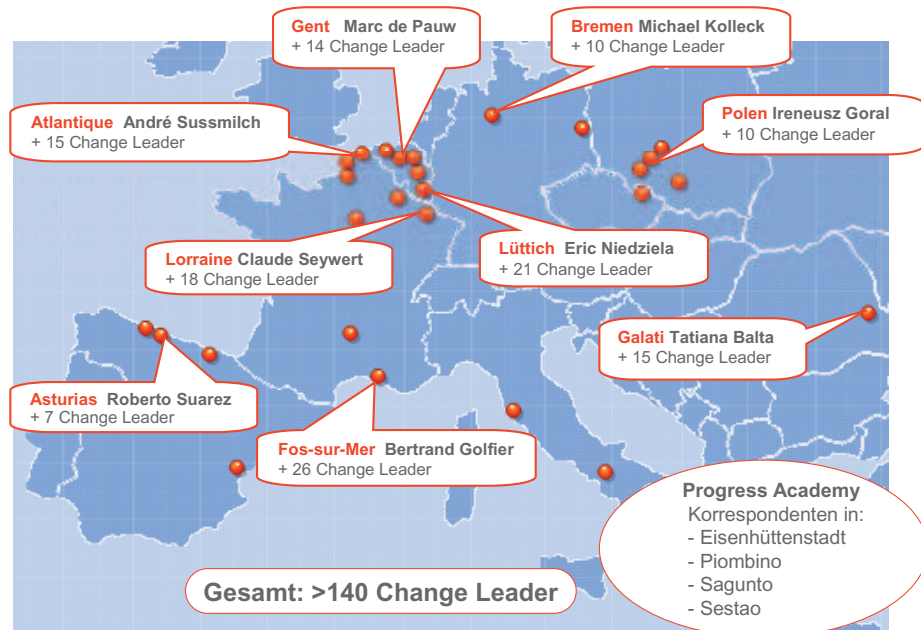 Gent Marc de Pauw
+ 14 Change Leader
Bremen Michael Kolleck
+ 10 Change Leader
Atlantique André Sussmilch
+ 15 Change Leader
Polen Ireneusz Goral
+ 10 Change Leader
Lorraine Claude Seywert
+ 18 Change Leader
Lüttich Eric Niedziela
+ 21 Change Leader
Galati Tatiana Balta
+ 15 Change Leader
Asturias Roberto Suarez
+ 7 Change Leader
Fos-sur-Mer Bertrand Golfier
+ 26 Change Leader
Progress Academy
Korrespondenten in:
- Eisenhüttenstadt
- Piombino
- Sagunto
- Sestao
Gesamt: >140 Change Leader